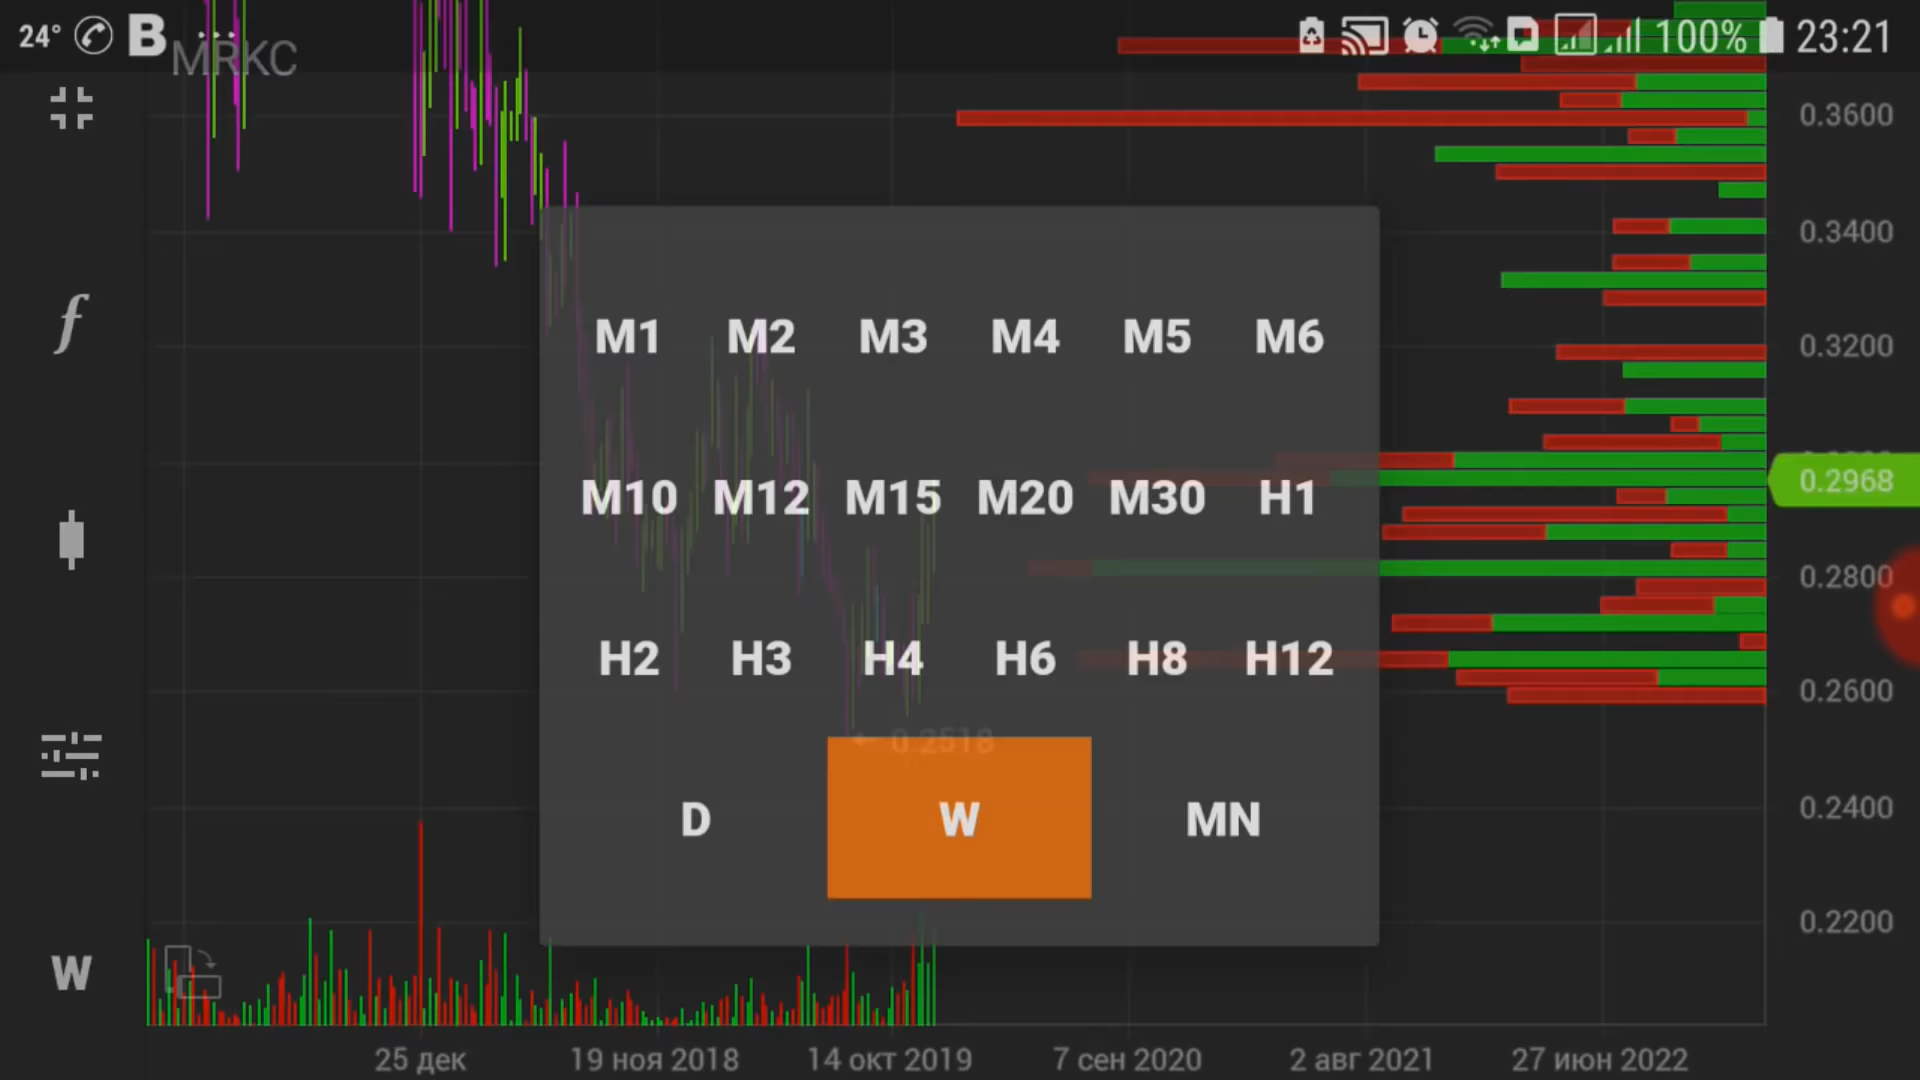 24° B ... 100% 23:21
MRKC
0.3600
0.3400
0.3200
M1 M2 M3 M4 M5 M6
0.2968
M10 M12 M15 M20 M30 H1
0.2800
H2 H3 H4 H6 H8 H12
0.2600
← 0.2518
0.2400
D W MN
0.2200
W
25 дек 19 ноя 2018 14 окт 2019 7 сен 2020 2 авг 2021 27 июн 2022